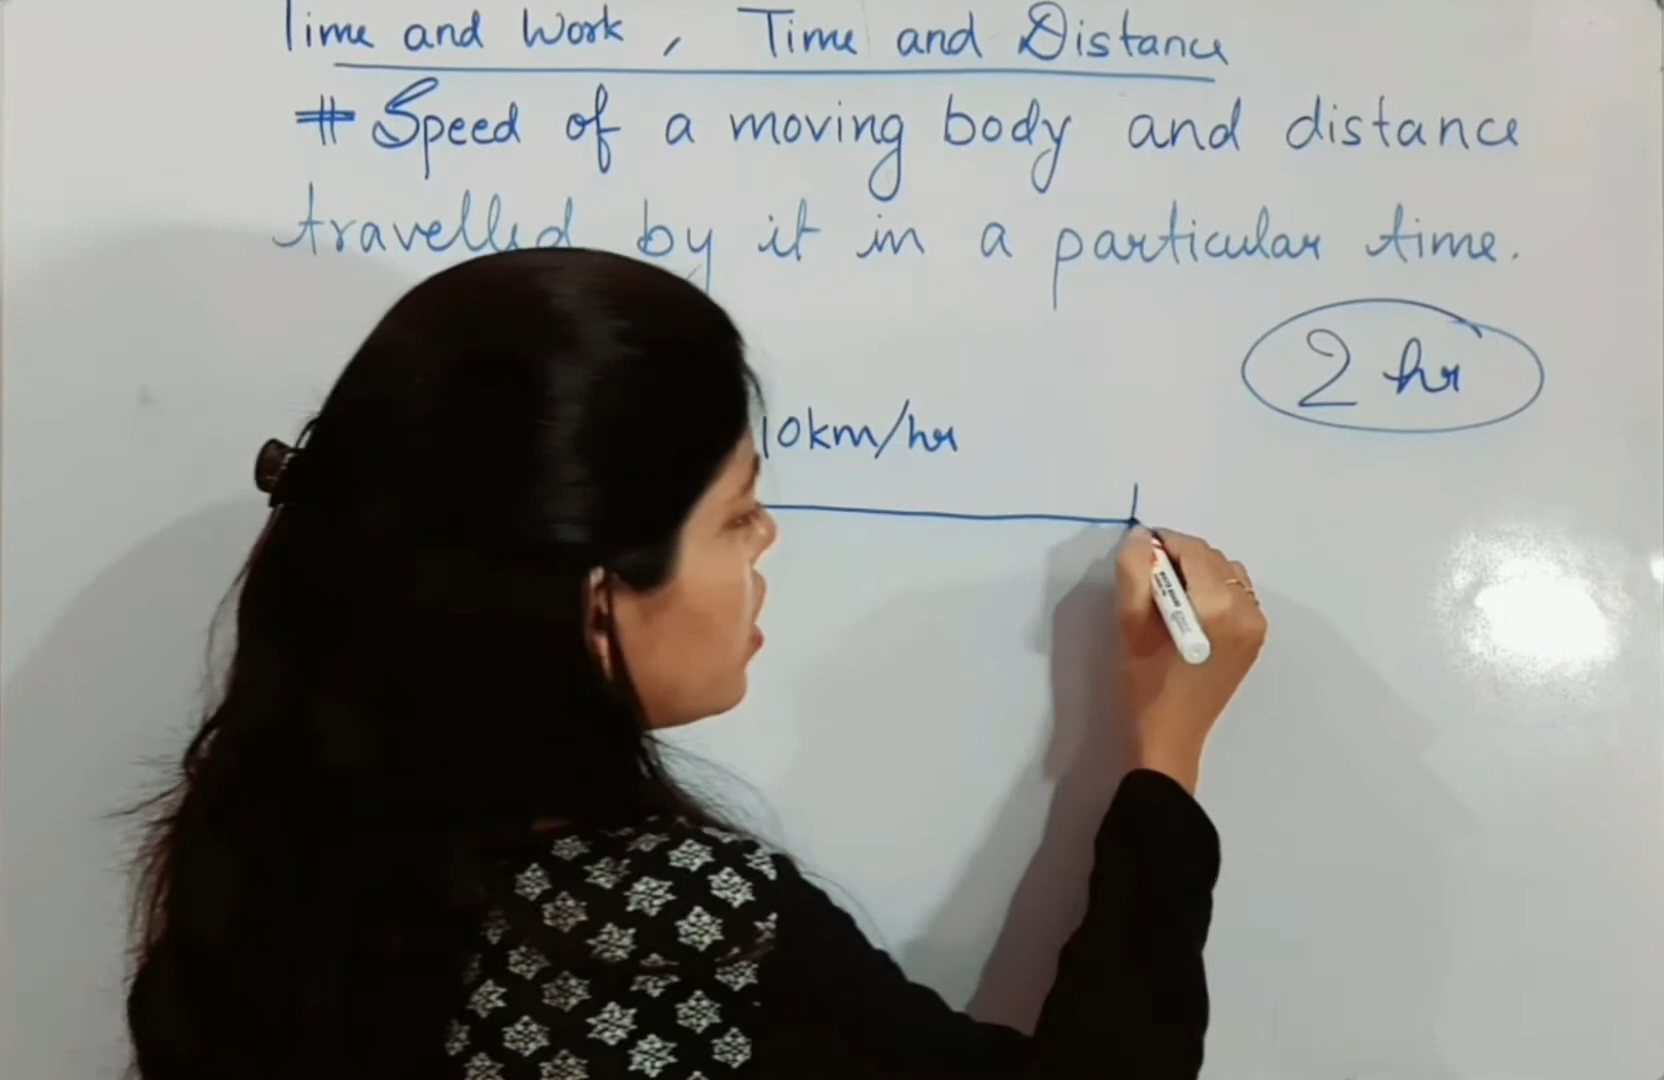 Time and Work, Time and Distance
# Speed of a moving body and distance
travelled by it in a particular time.
2 hr
10km/hr